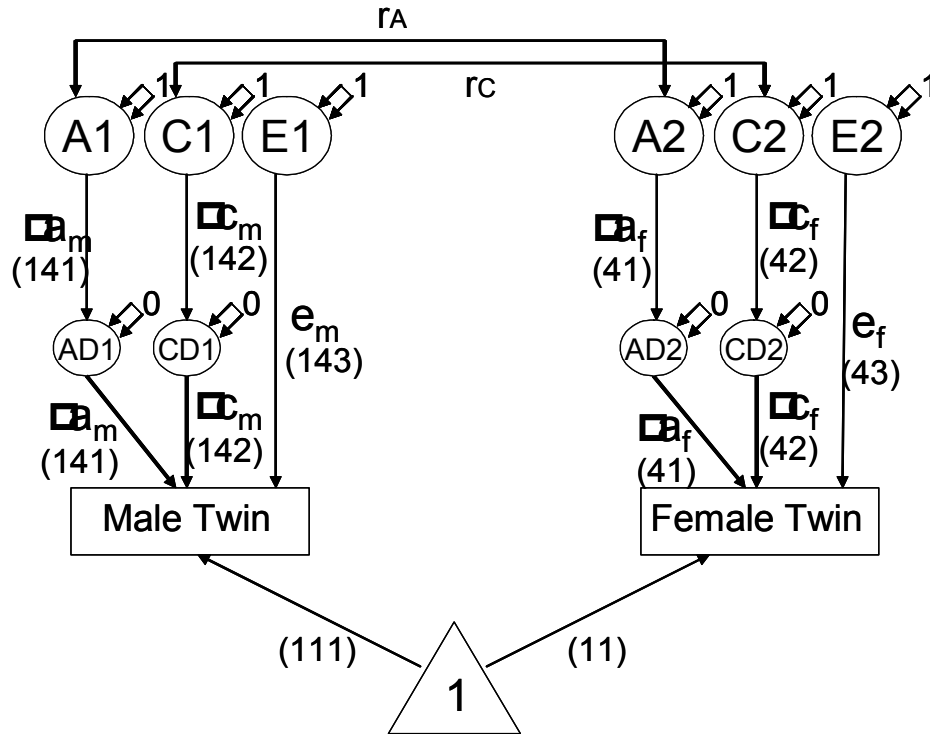 rA
rC
1 1 1 1 1 1
A1 C1 E1 A2 C2 E2
□am □cm □af □cf
(141) (142) (41) (42)
0 0 0 0
AD1 CD1 AD2 CD2
em ef
(143) (43)
□am □cm □af □cf
(141) (142) (41) (42)
Male Twin Female Twin
(111) (11)
1